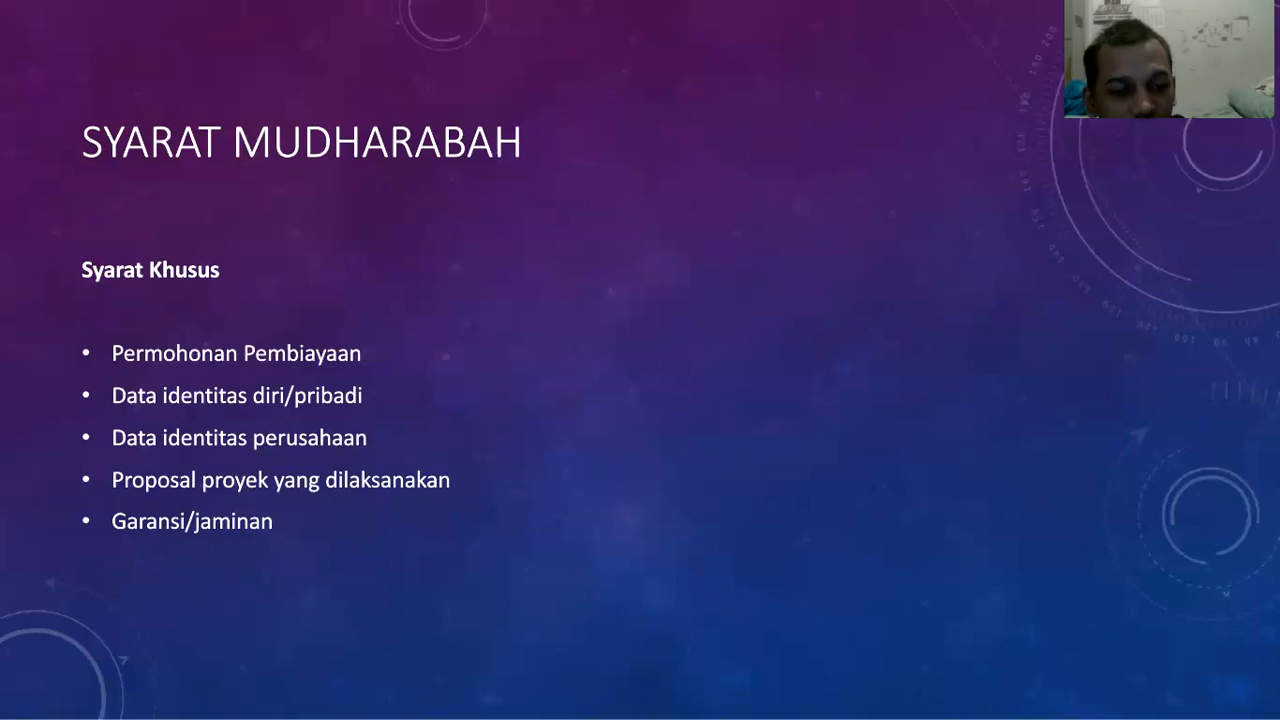 SYARAT MUDHARABAH
Syarat Khusus
• Permohonan Pembiayaan
• Data identitas diri/pribadi
• Data identitas perusahaan
• Proposal proyek yang dilaksanakan
• Garansi/jaminan